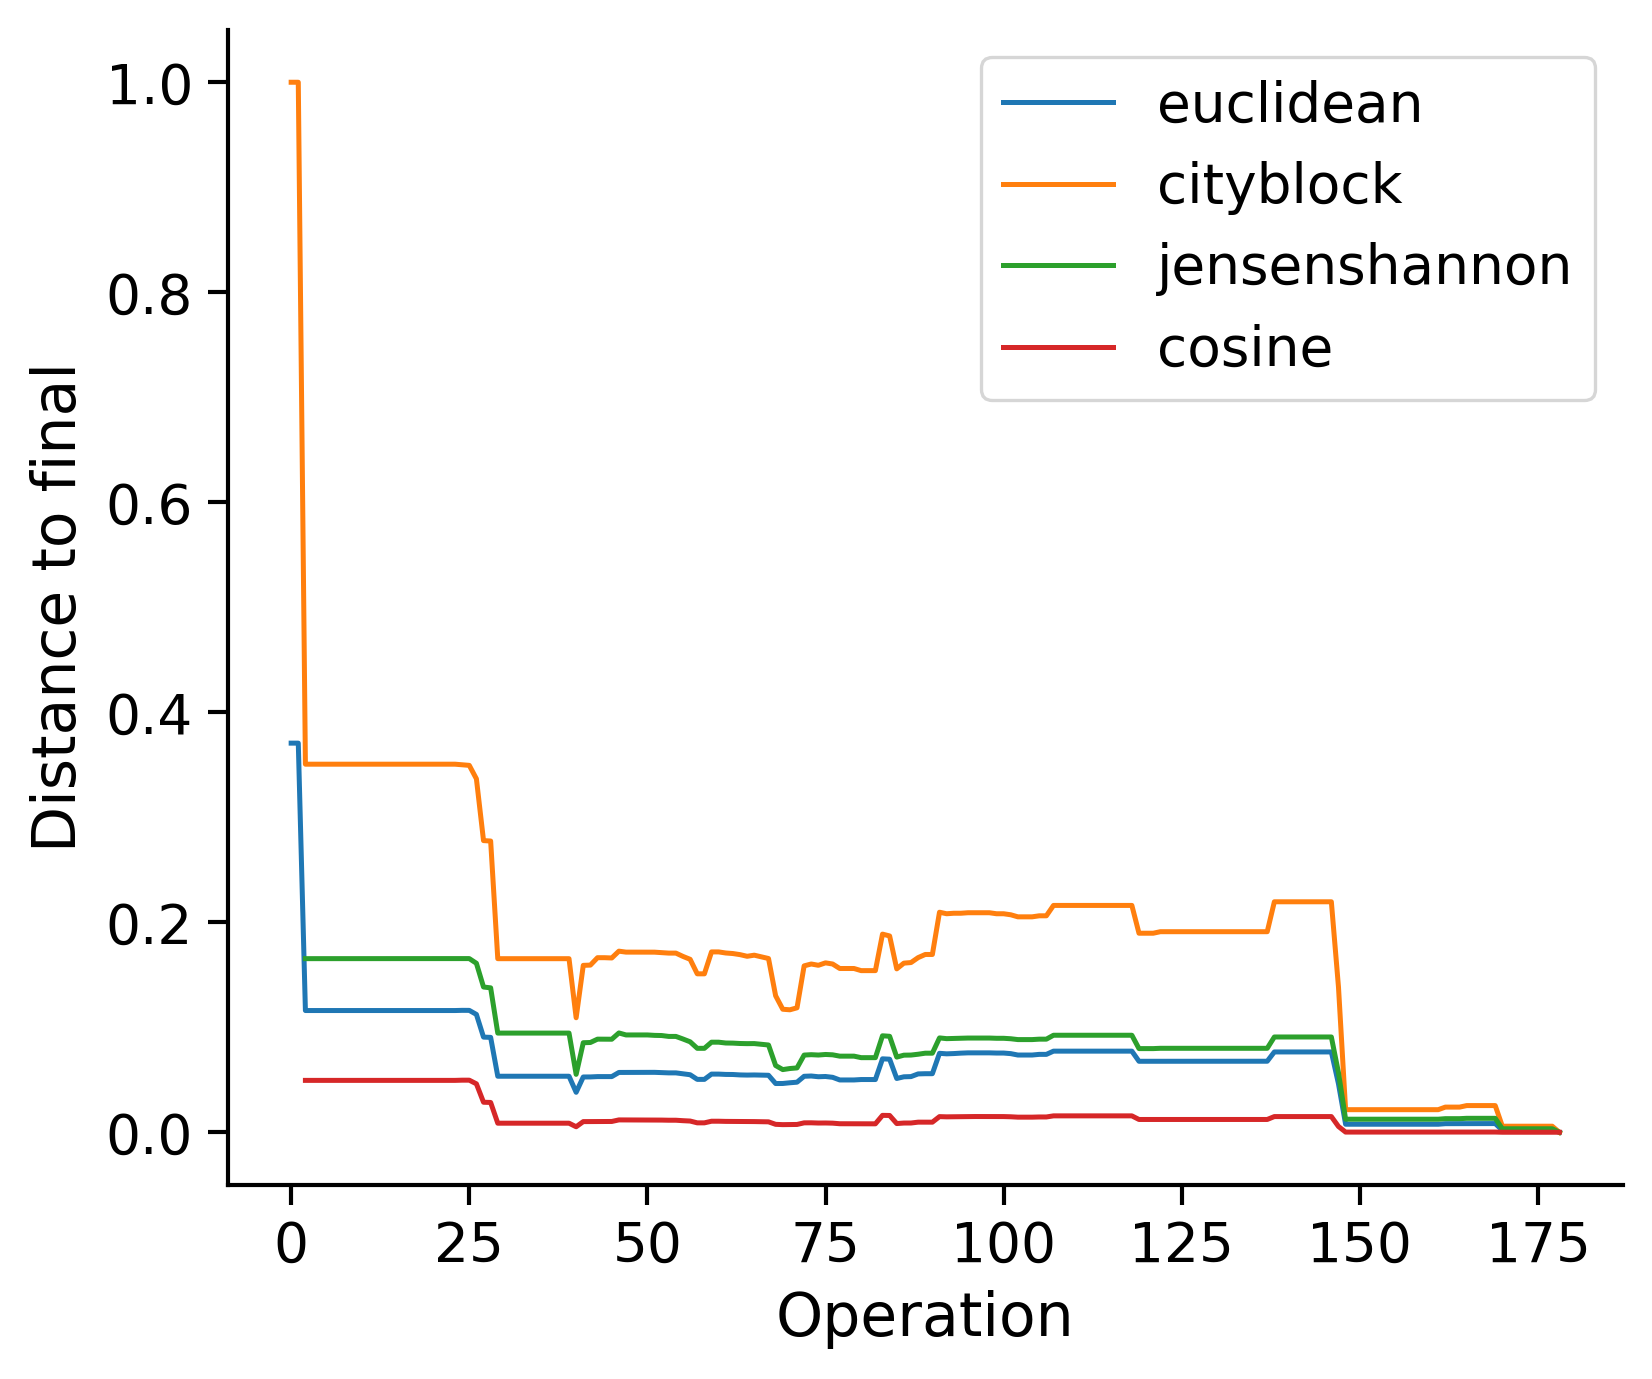 Distance to final
1.0
0.8
0.6
0.4
0.2
0.0
euclidean
cityblock
jensenshannon
cosine
0 25 50 75 100 125 150 175
Operation